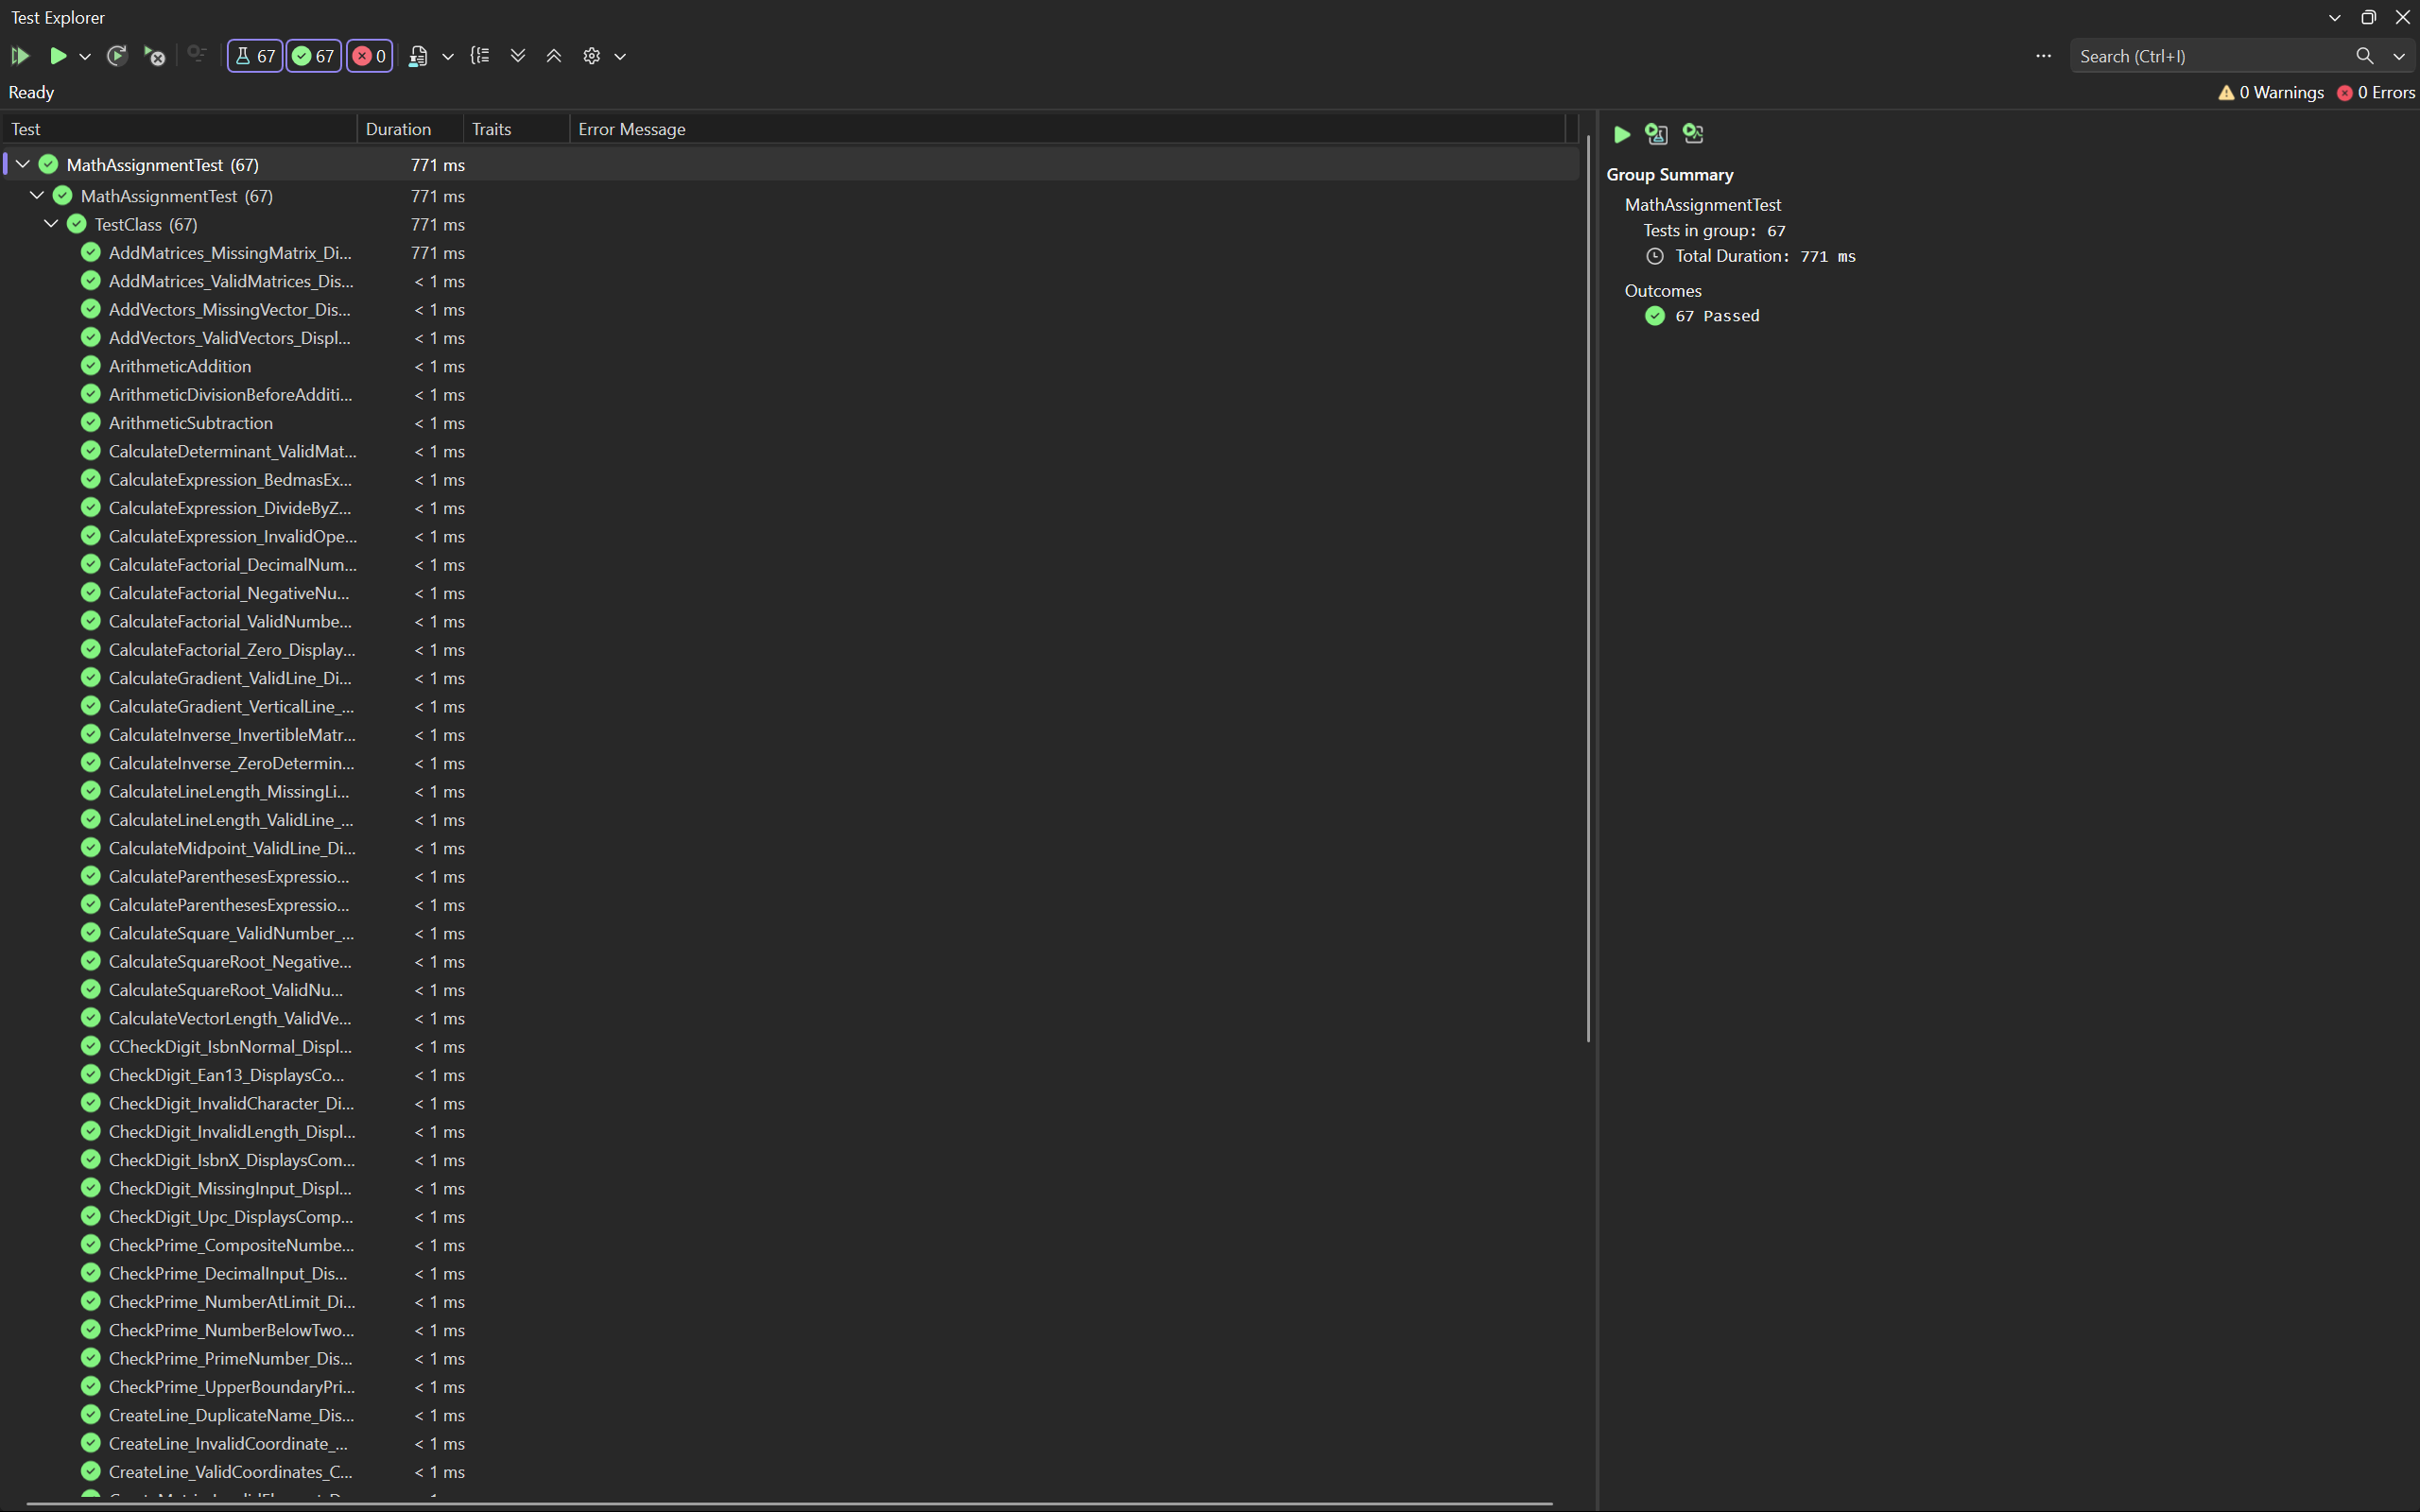 Test Explorer
67 67 0 Search (Ctrl+I)
Ready 0 Warnings 0 Errors
Test Duration Traits Error Message
MathAssignmentTest (67) 771 ms
MathAssignmentTest (67) 771 ms
TestClass (67) 771 ms
AddMatrices_MissingMatrix_Di... 771 ms
AddMatrices_ValidMatrices_Dis... < 1 ms
AddVectors_MissingVector_Dis... < 1 ms
AddVectors_ValidVectors_Displ... < 1 ms
ArithmeticAddition < 1 ms
ArithmeticDivisionBeforeAdditi... < 1 ms
ArithmeticSubtraction < 1 ms
CalculateDeterminant_ValidMat... < 1 ms
CalculateExpression_BedmasEx... < 1 ms
CalculateExpression_DivideByZ... < 1 ms
CalculateExpression_InvalidOpe... < 1 ms
CalculateFactorial_DecimalNum... < 1 ms
CalculateFactorial_NegativeNu... < 1 ms
CalculateFactorial_ValidNumbe... < 1 ms
CalculateFactorial_Zero_Display... < 1 ms
CalculateGradient_ValidLine_Di... < 1 ms
CalculateGradient_VerticalLine_... < 1 ms
CalculateInverse_InvertibleMatr... < 1 ms
CalculateInverse_ZeroDetermin... < 1 ms
CalculateLineLength_MissingLi... < 1 ms
CalculateLineLength_ValidLine_... < 1 ms
CalculateMidpoint_ValidLine_Di... < 1 ms
CalculateParenthesesExpressio... < 1 ms
CalculateParenthesesExpressio... < 1 ms
CalculateSquare_ValidNumber_... < 1 ms
CalculateSquareRoot_Negative... < 1 ms
CalculateSquareRoot_ValidNu... < 1 ms
CalculateVectorLength_ValidVe... < 1 ms
CCheckDigit_IsbnNormal_Displ... < 1 ms
CheckDigit_Ean13_DisplaysCo... < 1 ms
CheckDigit_InvalidCharacter_Di... < 1 ms
CheckDigit_InvalidLength_Displ... < 1 ms
CheckDigit_IsbnX_DisplaysCom... < 1 ms
CheckDigit_MissingInput_Displ... < 1 ms
CheckDigit_Upc_DisplaysComp... < 1 ms
CheckPrime_CompositeNumbe... < 1 ms
CheckPrime_DecimalInput_Dis... < 1 ms
CheckPrime_NumberAtLimit_Di... < 1 ms
CheckPrime_NumberBelowTwo... < 1 ms
CheckPrime_PrimeNumber_Dis... < 1 ms
CheckPrime_UpperBoundaryPri... < 1 ms
CreateLine_DuplicateName_Dis... < 1 ms
CreateLine_InvalidCoordinate_... < 1 ms
CreateLine_ValidCoordinates_C... < 1 ms
Group Summary
MathAssignmentTest
Tests in group: 67
Total Duration: 771 ms
Outcomes
67 Passed